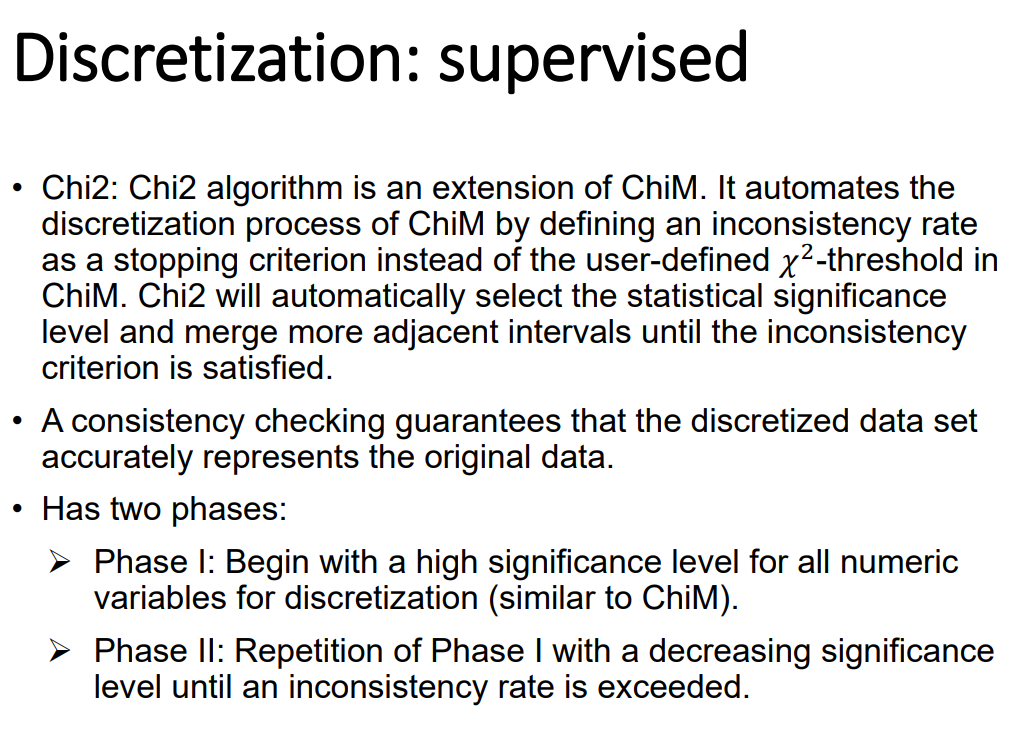 Discretization: supervised
• Chi2: Chi2 algorithm is an extension of ChiM. It automates the
discretization process of ChiM by defining an inconsistency rate
as a stopping criterion instead of the user-defined χ²-threshold in
ChiM. Chi2 will automatically select the statistical significance
level and merge more adjacent intervals until the inconsistency
criterion is satisfied.
• A consistency checking guarantees that the discretized data set
accurately represents the original data.
• Has two phases:
➢ Phase I: Begin with a high significance level for all numeric
variables for discretization (similar to ChiM).
➢ Phase II: Repetition of Phase I with a decreasing significance
level until an inconsistency rate is exceeded.